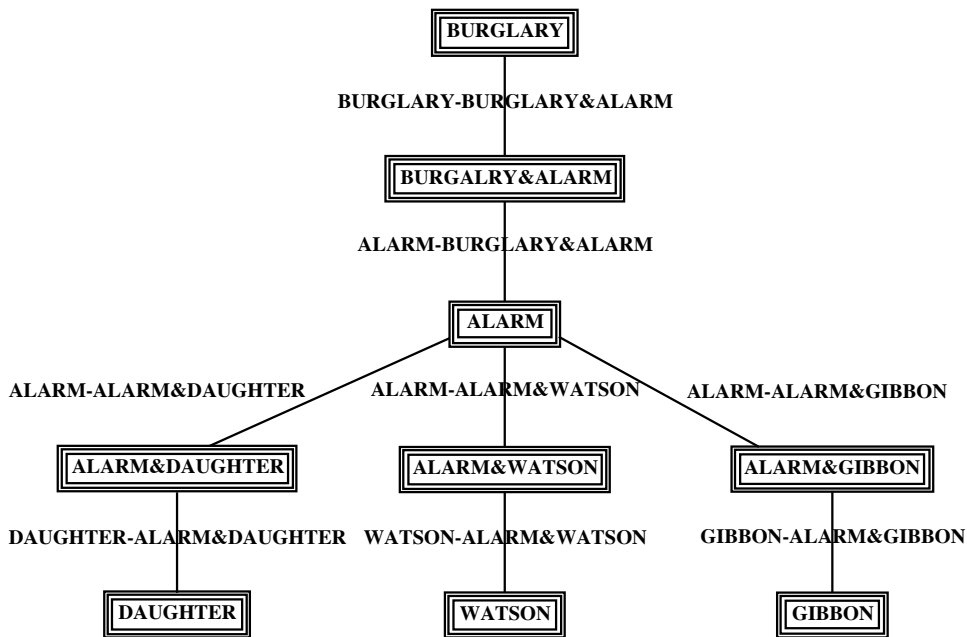 BURGLARY
BURGLARY-BURGLARY&ALARM
BURGALRY&ALARM
ALARM-BURGLARY&ALARM
ALARM
ALARM-ALARM&DAUGHTER
ALARM-ALARM&WATSON
ALARM-ALARM&GIBBON
ALARM&DAUGHTER
ALARM&WATSON
ALARM&GIBBON
DAUGHTER-ALARM&DAUGHTER
WATSON-ALARM&WATSON
GIBBON-ALARM&GIBBON
DAUGHTER
WATSON
GIBBON